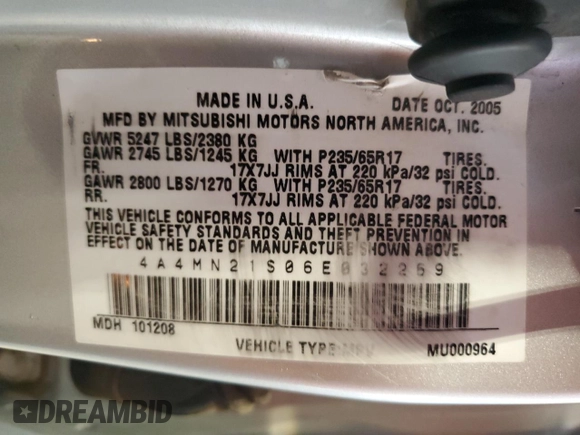 MADE IN U.S.A. DATE OCT. 2005
MFD BY MITSUBISHI MOTORS NORTH AMERICA, INC.
GVWR 5247 LBS/2380 KG
GAWR 2745 LBS/1245 KG WITH P235/65R17 TIRES.
FR. 17X7JJ RIMS AT 220 kPa/32 psi COLD.
GAWR 2800 LBS/1270 KG WITH P235/65R17 TIRES.
RR. 17X7JJ RIMS AT 220 kPa/32 psi COLD.
THIS VEHICLE CONFORMS TO ALL APPLICABLE FEDERAL MOTOR
VEHICLE SAFETY STANDARDS AND THEFT PREVENTION IN
EFFECT ON THE DATE OF MANUFACTURE SHOWN ABOVE.
4A4MN21S06E032269
MDH 101208
VEHICLE TYPE MU000964
DREAMBID